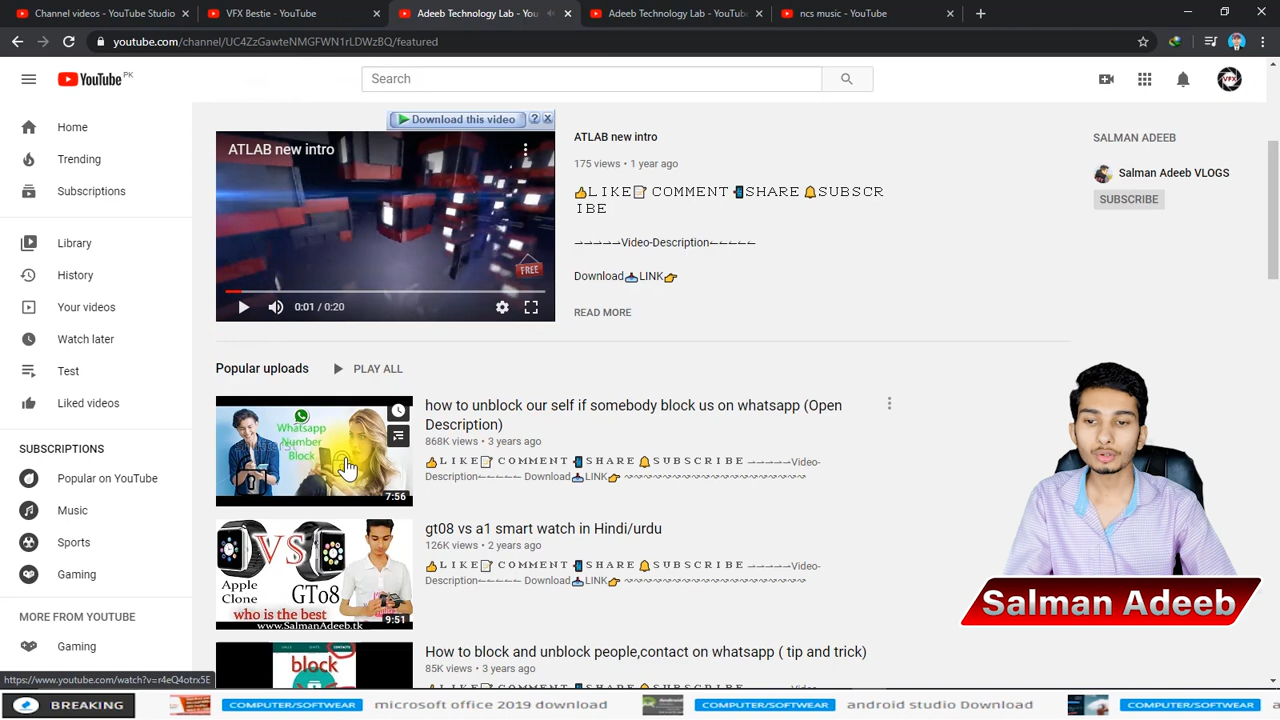 Channel videos - YouTube Studio
VFX Bestie - YouTube
Adeeb Technology Lab - You
Adeeb Technology Lab - YouTube
ncs music - YouTube
youtube.com/channel/UC4ZzGawteNMGFWN1rLDWzBQ/featured
YouTube PK
Search
VFX
Home
Trending
Subscriptions
Library
History
Your videos
Watch later
Test
Liked videos
SUBSCRIPTIONS
Popular on YouTube
Music
Sports
Gaming
MORE FROM YOUTUBE
Gaming
https://www.youtube.com/watch?v=r4eQ4otrx5E
Download this video
ATLAB new intro
FREE
0:01 / 0:20
ATLAB new intro
175 views • 1 year ago
👍LIKE📝COMMENT📲SHARE🔔SUBSCR
IBE
Video-Description
Download📥LINK👉
READ MORE
SALMAN ADEEB
Salman Adeeb VLOGS
SUBSCRIBE
Popular uploads
PLAY ALL
Whatsapp
Number
Block
7:56
how to unblock our self if somebody block us on whatsapp (Open
Description)
868K views • 3 years ago
👍LIKE📝COMMENT📲SHARE🔔SUBSCRIBE Video-
Description Download📥LINK👉
VS
Apple
Clone
GT08
who is the best
www.SalmanAdeeb.tk
9:51
gt08 vs a1 smart watch in Hindi/urdu
126K views • 2 years ago
👍LIKE📝COMMENT📲SHARE🔔SUBSCRIBE Video-
Description Download📥LINK👉
CONTACTS
block
How to block and unblock people,contact on whatsapp ( tip and trick)
85K views • 3 years ago
Salman Adeeb
BREAKING
COMPUTER/SOFTWEAR
microsoft office 2019 download
COMPUTER/SOFTWEAR
android studio Download
COMPUTER/SOFTWEAR